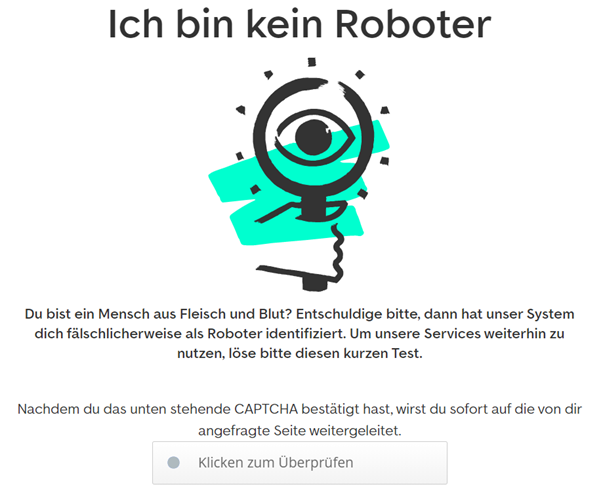 Ich bin kein Roboter
Du bist ein Mensch aus Fleisch und Blut? Entschuldige bitte, dann hat unser System
dich fälschlicherweise als Roboter identifiziert. Um unsere Services weiterhin zu
nutzen, löse bitte diesen kurzen Test.
Nachdem du das unten stehende CAPTCHA bestätigt hast, wirst du sofort auf die von dir
angefragte Seite weitergeleitet.
Klicken zum Überprüfen